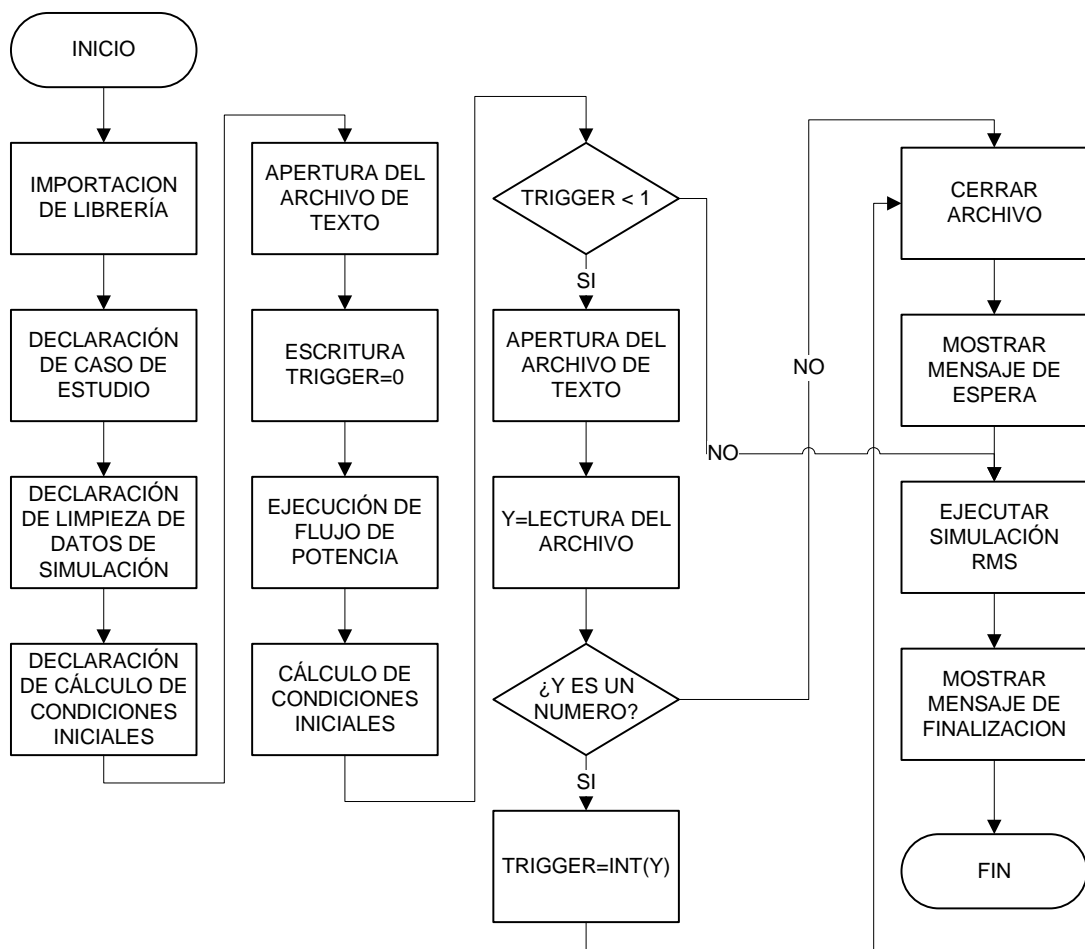 INICIO
IMPORTACION
DE LIBRERÍA
DECLARACIÓN
DE CASO DE
ESTUDIO
DECLARACIÓN
DE LIMPIEZA DE
DATOS DE
SIMULACIÓN
DECLARACIÓN
DE CÁLCULO DE
CONDICIONES
INICIALES
APERTURA DEL
ARCHIVO DE
TEXTO
ESCRITURA
TRIGGER=0
EJECUCIÓN DE
FLUJO DE
POTENCIA
CÁLCULO DE
CONDICIONES
INICIALES
TRIGGER < 1
SI
NO
APERTURA DEL
ARCHIVO DE
TEXTO
Y=LECTURA DEL
ARCHIVO
¿Y ES UN
NUMERO?
SI
NO
TRIGGER=INT(Y)
CERRAR
ARCHIVO
MOSTRAR
MENSAJE DE
ESPERA
EJECUTAR
SIMULACIÓN
RMS
MOSTRAR
MENSAJE DE
FINALIZACION
FIN